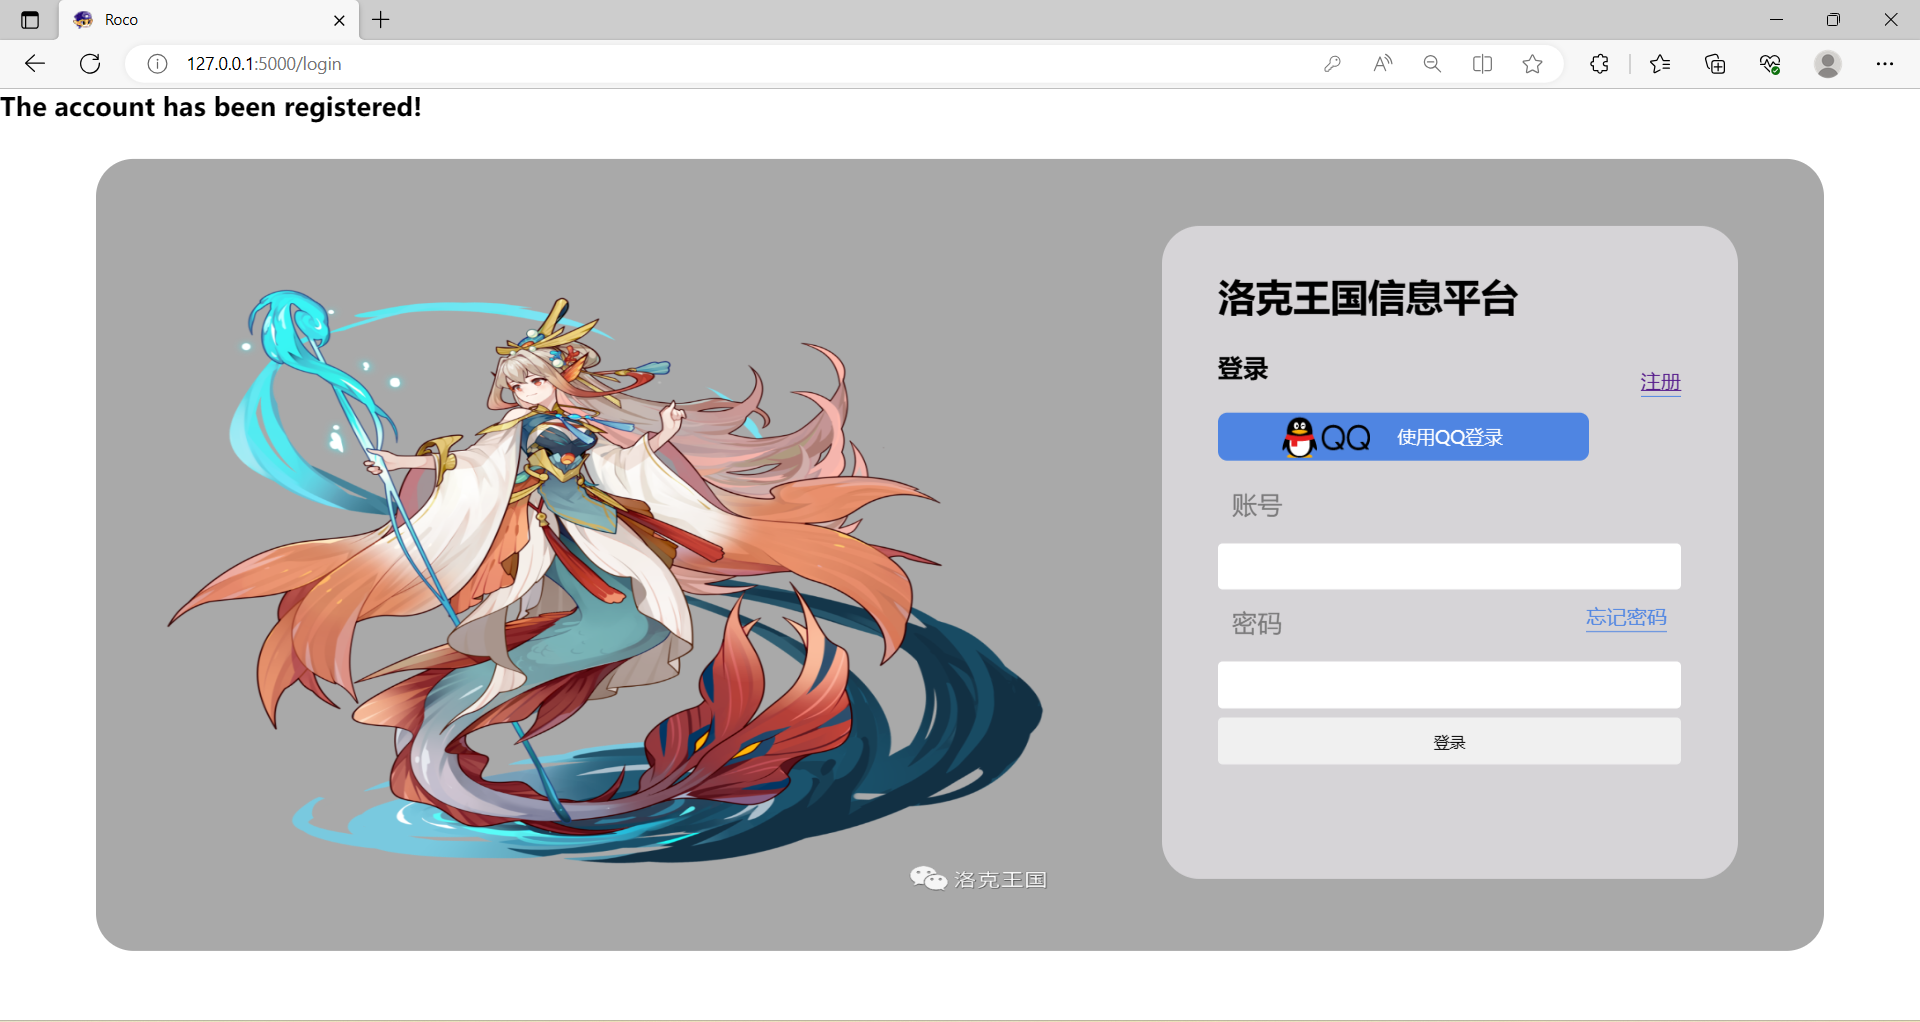 Roco
127.0.0.1:5000/login
The account has been registered!
洛克王国信息平台
登录
注册
QQ 使用QQ登录
账号
密码
忘记密码
登录
洛克王国